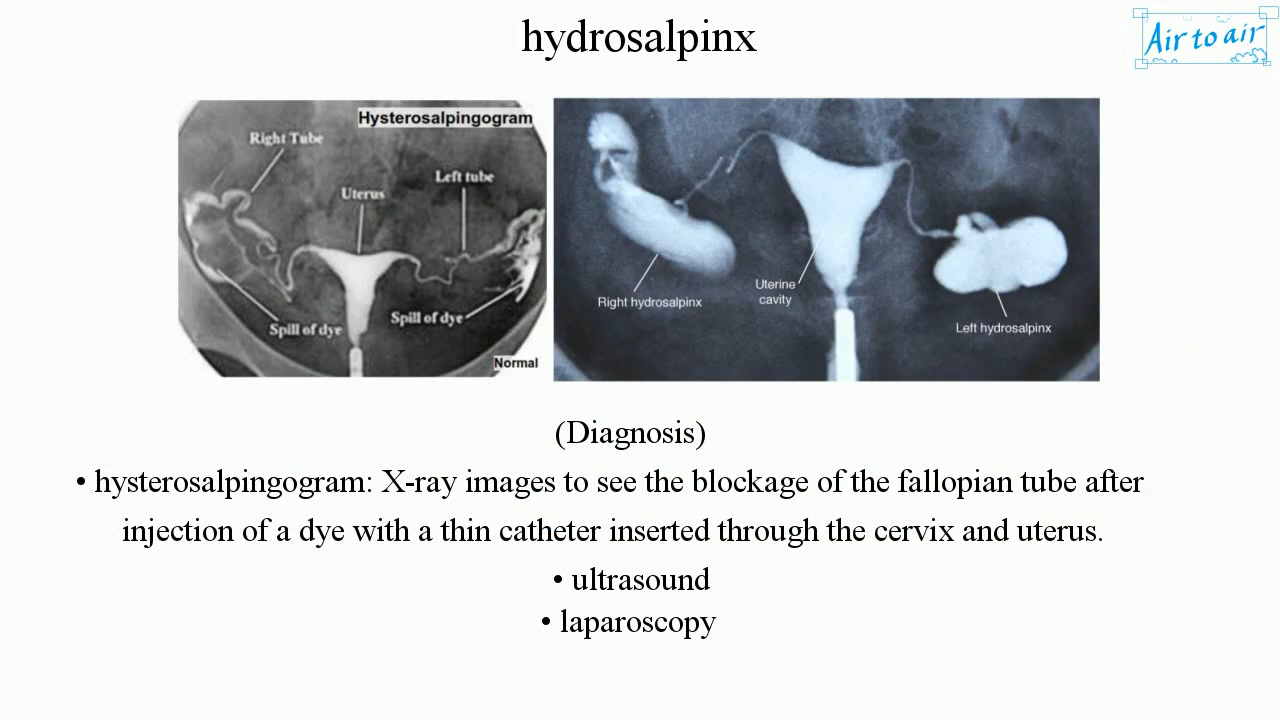 hydrosalpinx
Air to air
Hysterosalpingogram
Right Tube
Left tube
Uterus
Spill of dye
Spill of dye
Normal
Right hydrosalpinx
Uterine
cavity
Left hydrosalpinx
(Diagnosis)
• hysterosalpingogram: X-ray images to see the blockage of the fallopian tube after
injection of a dye with a thin catheter inserted through the cervix and uterus.
• ultrasound
• laparoscopy